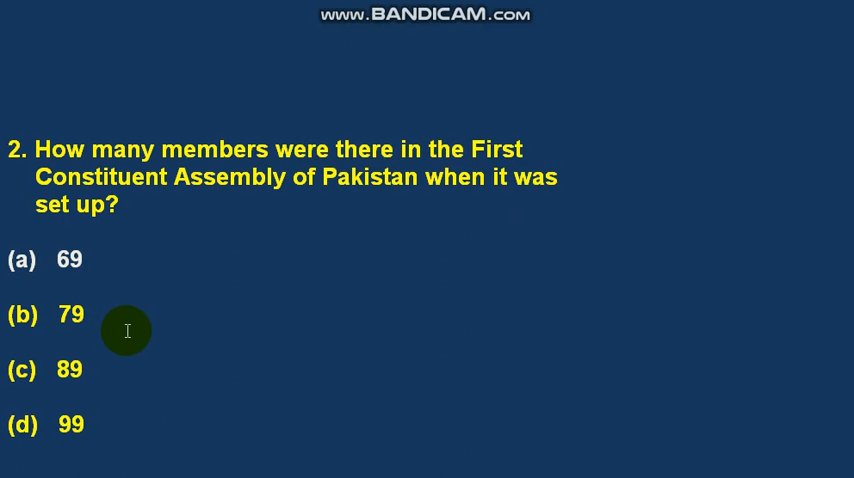 www.BANDICAM.com
2. How many members were there in the First
Constituent Assembly of Pakistan when it was
set up?
(a) 69
(b) 79
(c) 89
(d) 99